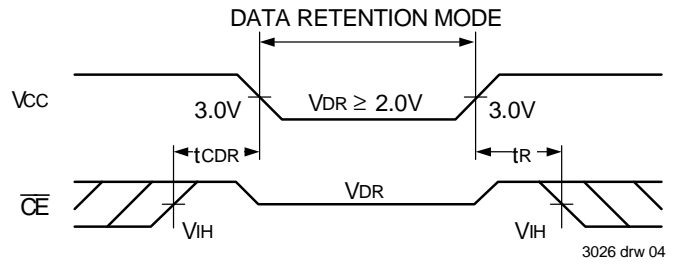 DATA RETENTION MODE
VCC
3.0V
VDR ≥ 2.0V
3.0V
tCDR
tR
CE
VDR
VIH
VIH
3026 drw 04